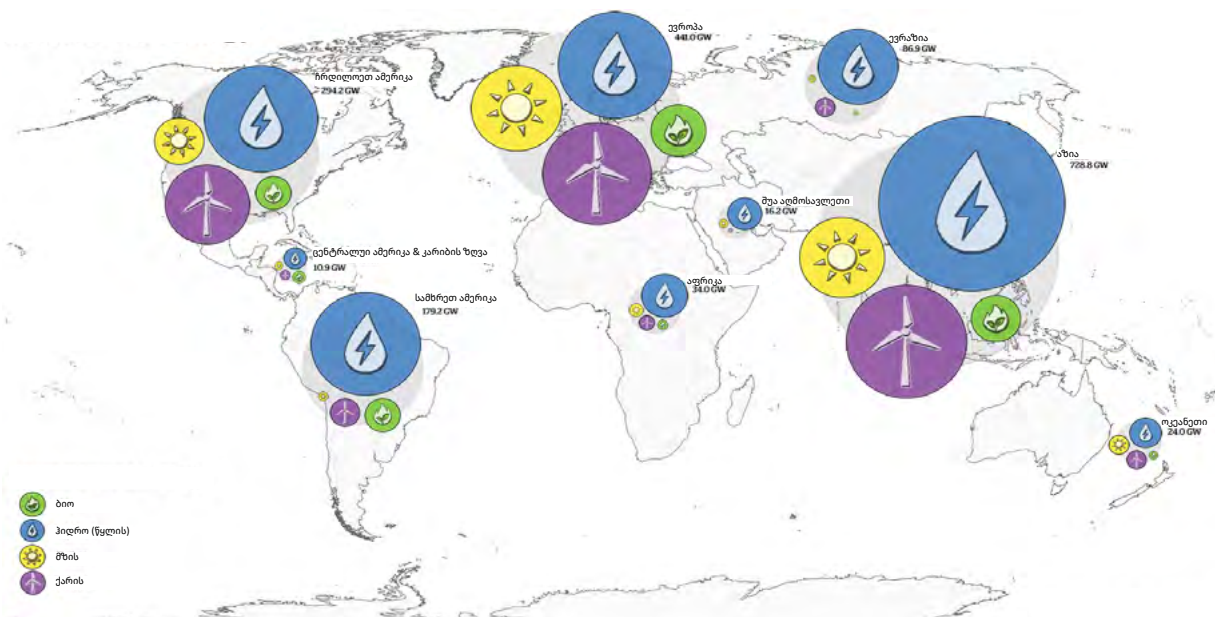 ევროპა
441.0 GW
ევრაზია
86.9 GW
ჩრდილოეთ ამერიკა
294.2 GW
აზია
728.8 GW
შუა აღმოსავლეთი
16.2 GW
ცენტრალუი ამერიკა & კარიბის ზღვა
10.9 GW
აფრიკა
34.0 GW
სამხრეთ ამერიკა
179.2 GW
ოკეანეთი
24.0 GW
ბიო
ჰიდრო (წყლის)
მზის
ქარის